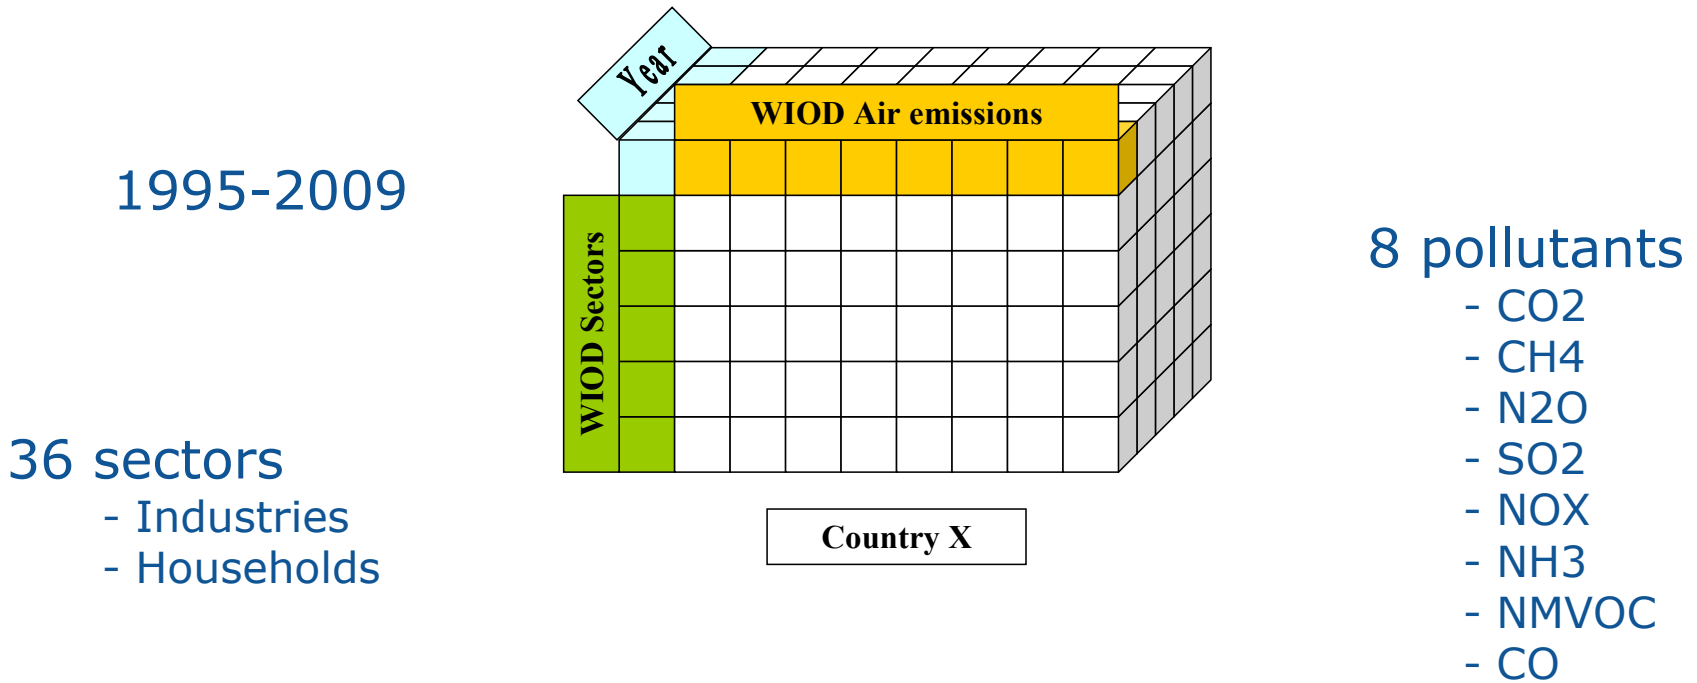 1995-2009
36 sectors
- Industries
- Households
Year
WIOD Air emissions
WIOD Sectors
Country X
8 pollutants
- CO2
- CH4
- N2O
- SO2
- NOX
- NH3
- NMVOC
- CO